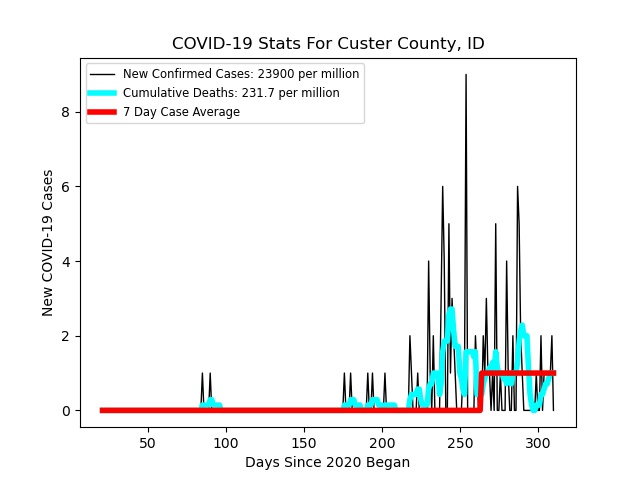 COVID-19 Stats For Custer County, ID
New Confirmed Cases: 23900 per million
Cumulative Deaths: 231.7 per million
7 Day Case Average
New COVID-19 Cases
8
6
4
2
0
50 100 150 200 250 300
Days Since 2020 Began